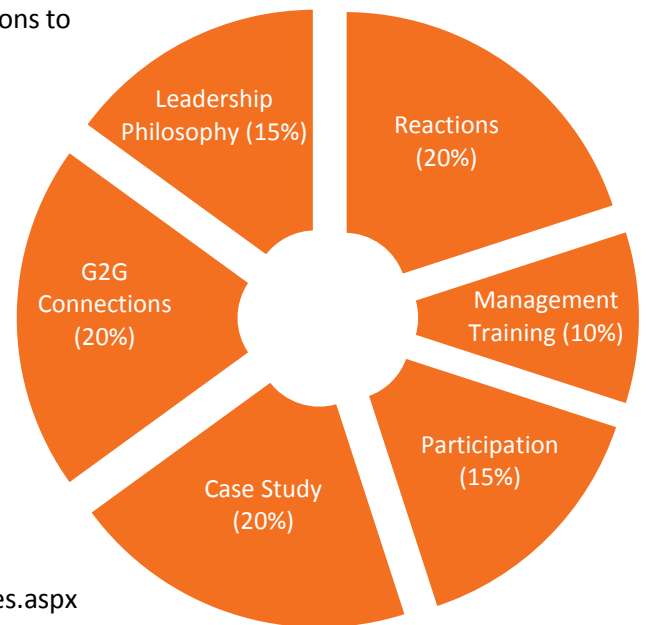 ons to
Leadership
Philosophy (15%)
Reactions
(20%)
G2G
Connections
(20%)
Management
Training (10%)
Participation
(15%)
Case Study
(20%)
es.aspx